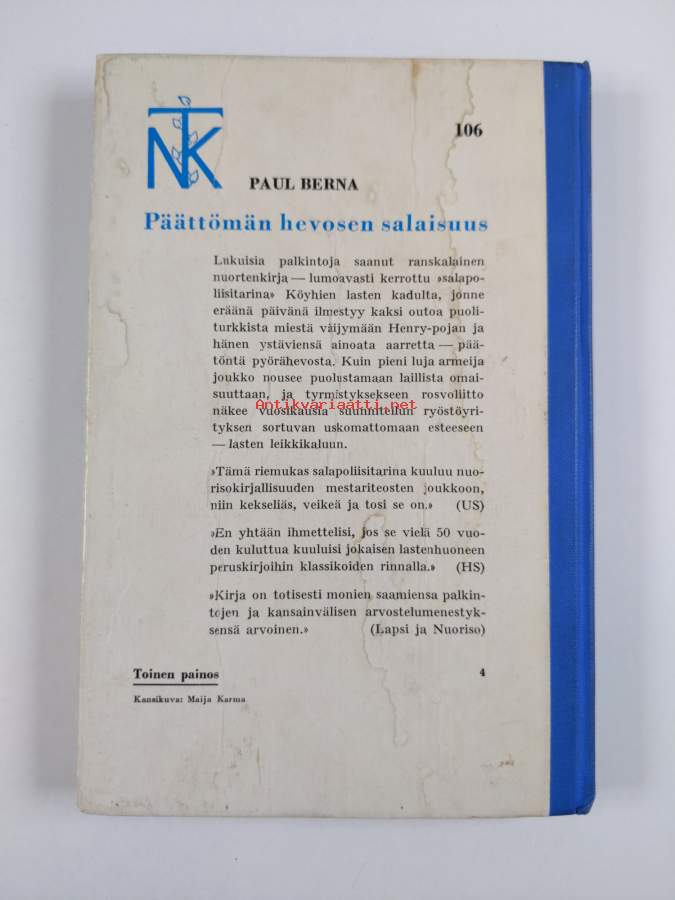 NTK
106
PAUL BERNA
Päättömän hevosen salaisuus
Lukuisia palkintoja saanut ranskalainen
nuortenkirja — lumoavasti kerrottu »salapo-
liisitarina» Köyhien lasten kadulta, jonne
eräänä päivänä ilmestyy kaksi outoa puoli-
turkkista miestä väijymään Henry-pojan ja
hänen ystäviensä ainoata aarretta — pää-
töntä pyörähevosta. Kuin pieni luja armeija
joukko nousee puolustamaan laillista omai-
suuttaan, ja tyrmistyksekseen rosvoliitto
Antikvariaatti.net
näkee vuosikausia suunnitellun ryöstöyri-
tyksen sortuvan uskomattomaan esteeseen
— lasten leikkikaluun.
»Tämä riemukas salapoliisitarina kuuluu nuo-
risokirjallisuuden mestariteosten joukkoon,
niin kekseliäs, veikeä ja tosi se on.» (US)
»En yhtään ihmettelisi, jos se vielä 50 vuo-
den kuluttua kuuluisi jokaisen lastenhuoneen
peruskirjoihin klassikoiden rinnalla.» (HS)
»Kirja on totisesti monien saamiensa palkin-
tojen ja kansainvälisen arvostelumenestyk-
sensä arvoinen.» (Lapsi ja Nuoriso)
Toinen painos 4
Kansikuva: Maija Karma